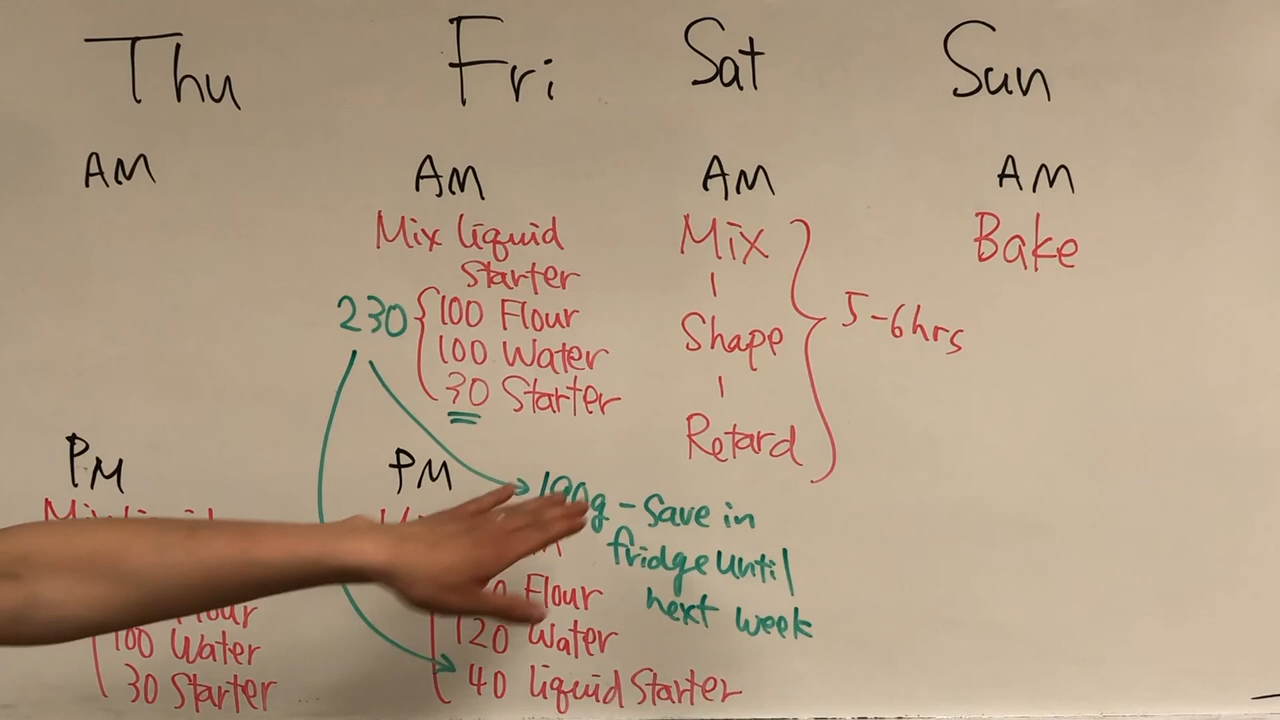 Thu Fri Sat Sun
AM AM AM AM
Mix liquid Mix Bake
Starter
230 100 Flour Shape 5-6hrs
100 Water
30 Starter Retard
PM PM
190g - Save in
fridge until
Flour next week
100 Water 120 Water
30 Starter 40 liquid Starter